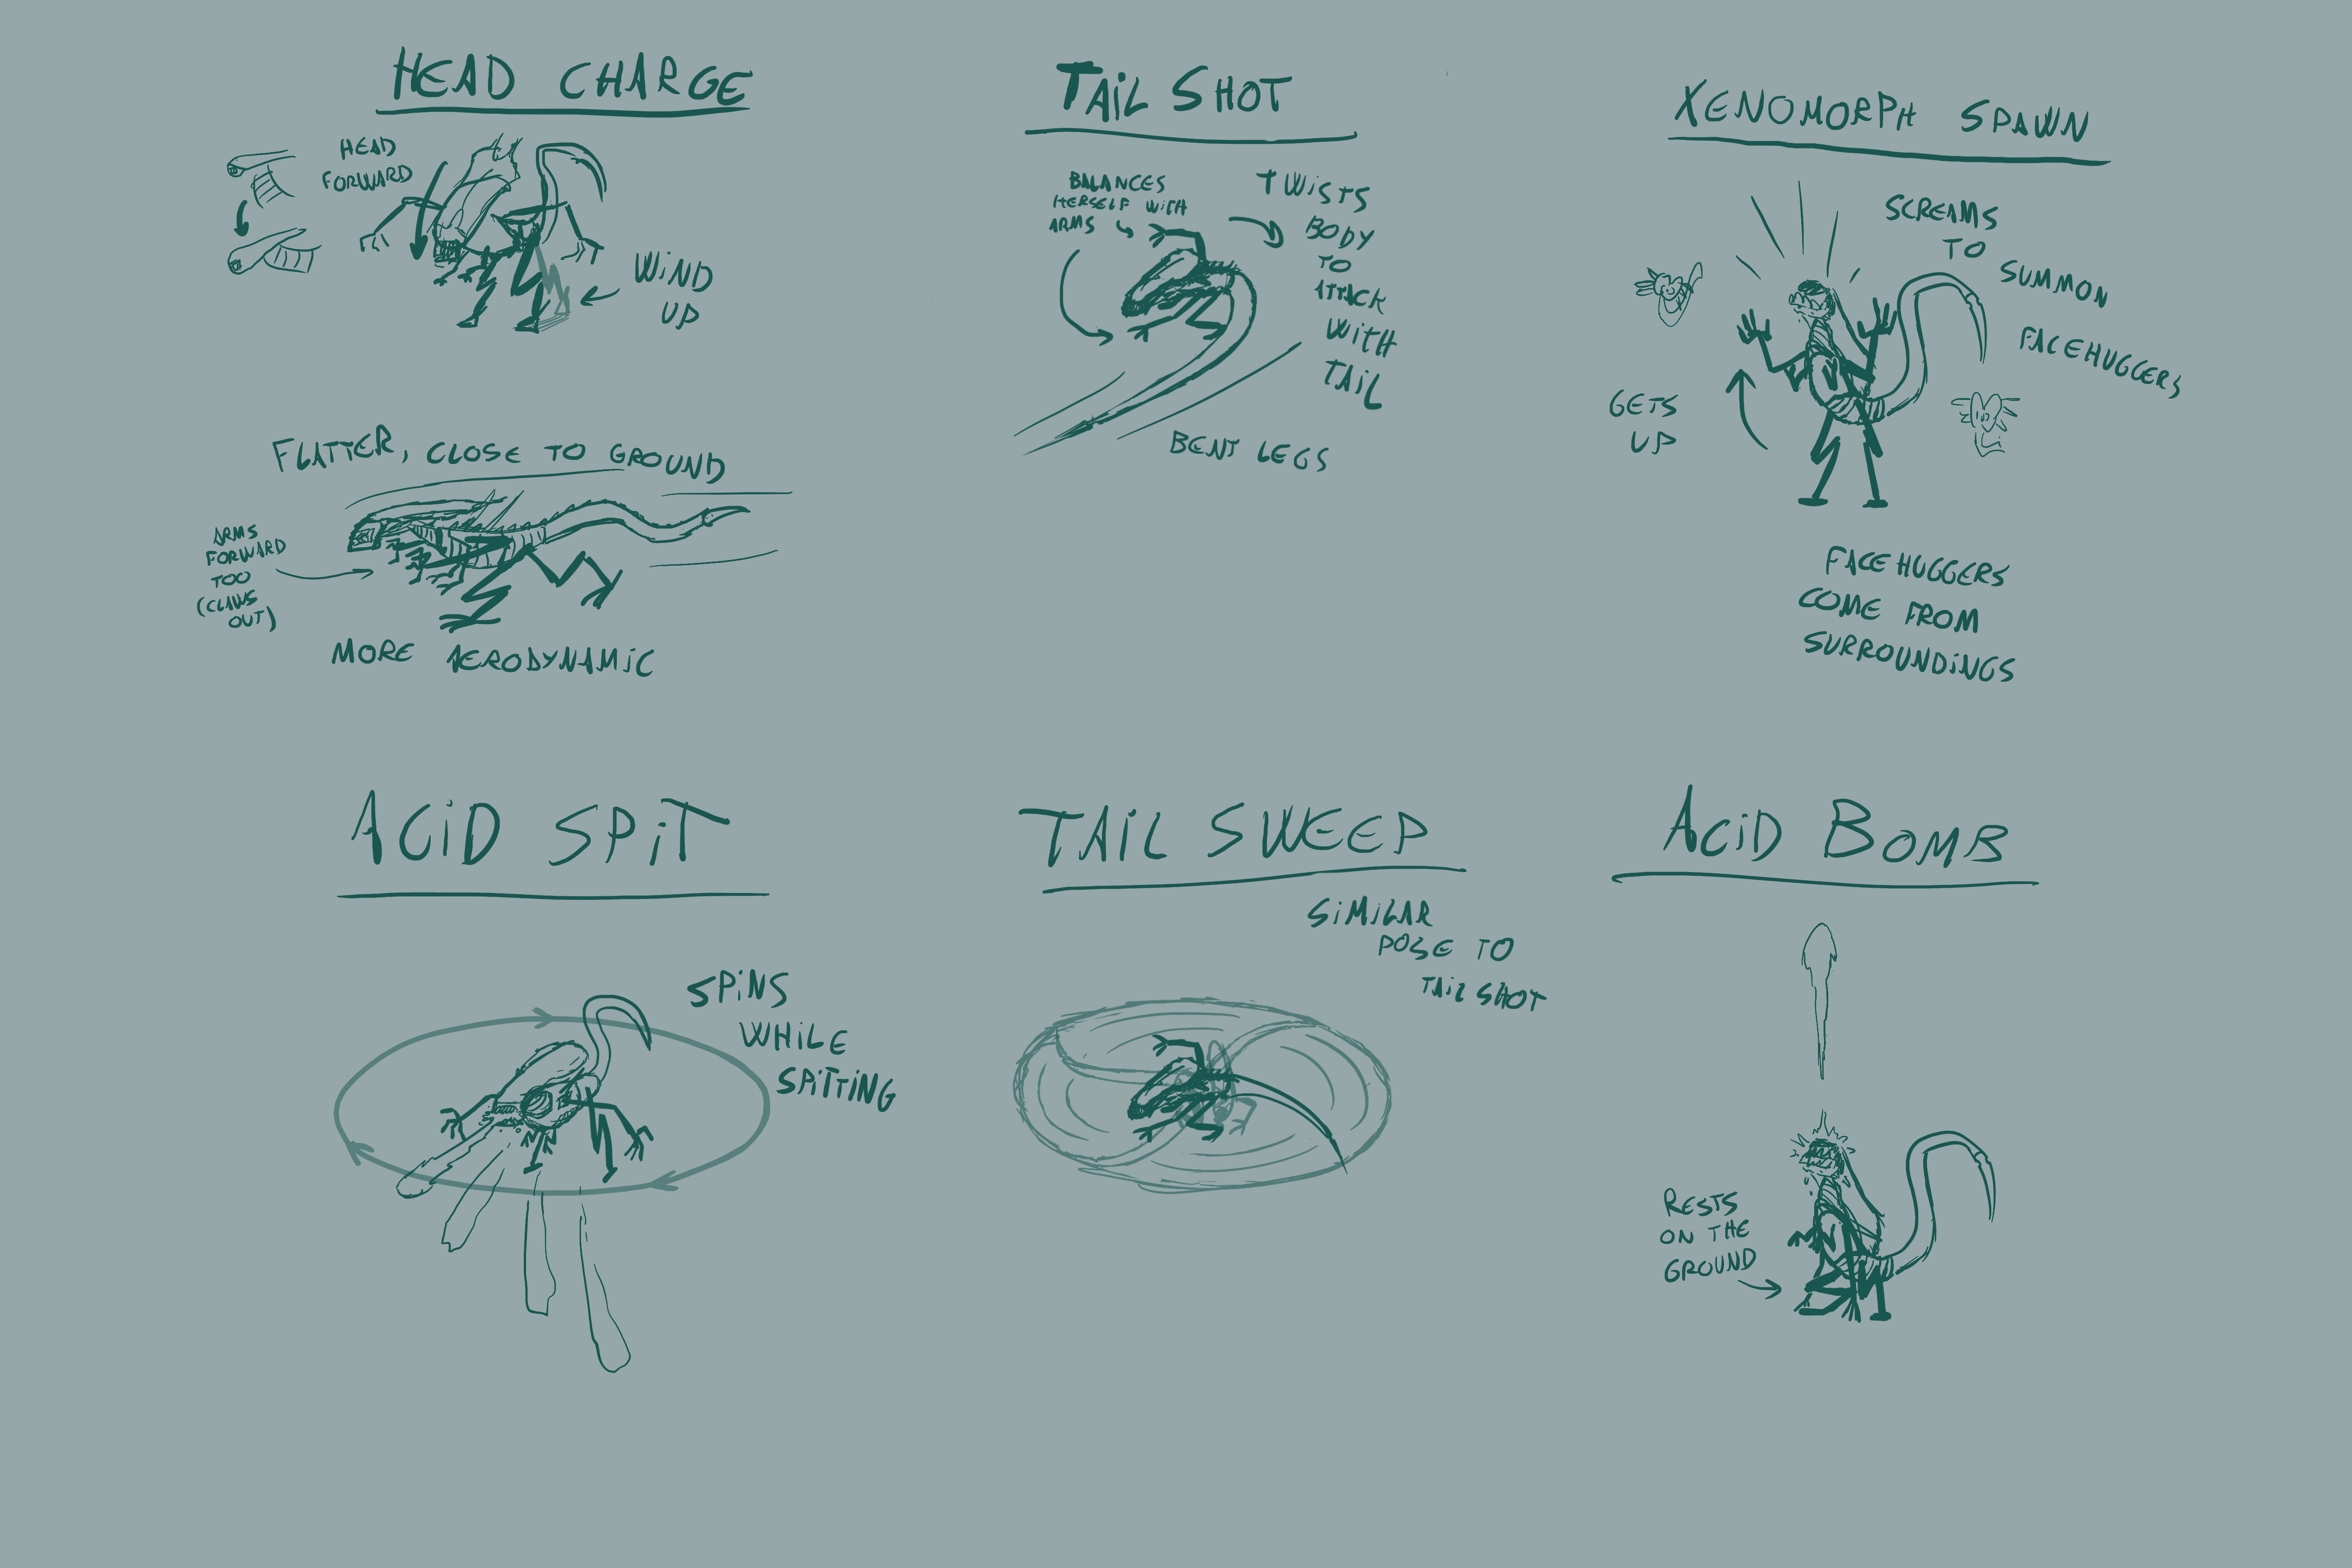 HEAD CHARGE
HEAD
FORWARD
WIND
UP
FLATTER, CLOSE TO GROUND
ARMS
FORWARD
TOO
(CLAWS
OUT)
MORE AERODYNAMIC
TAIL SHOT
BALANCES
HERSELF WITH
ARMS
TWISTS
BODY
TO
ATTACK
WITH
TAIL
BENT LEGS
XENOMORPH SPAWN
SCREAMS
TO
SUMMON
FACEHUGGERS
GETS
UP
FACEHUGGERS
COME FROM
SURROUNDINGS
ACID SPIT
SPINS
WHILE
SPITTING
TAIL SWEEP
SIMILAR
POSE TO
TAIL SHOT
ACID BOMB
RESTS
ON THE
GROUND